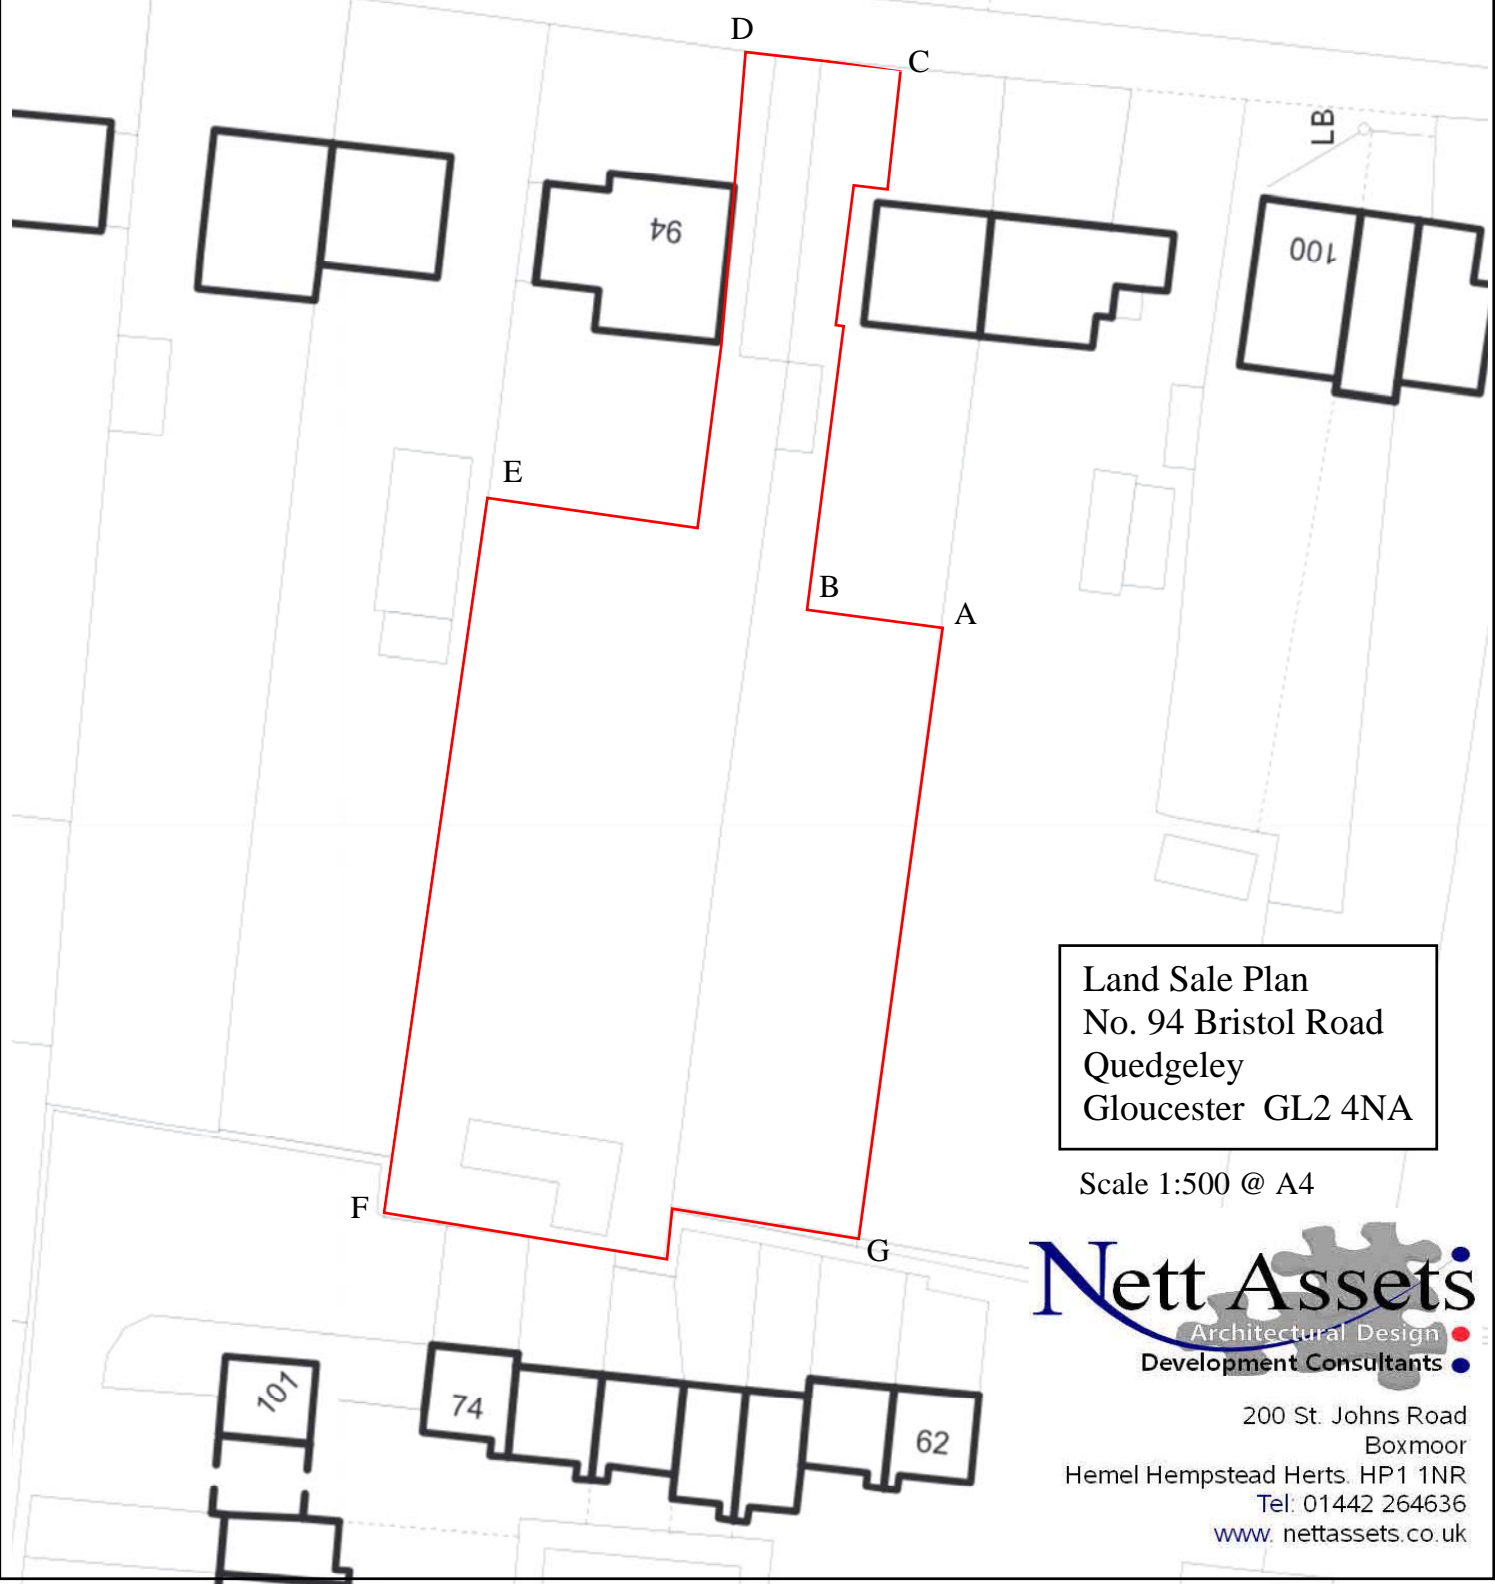 D
C
LB
94
100
E
B
A
Land Sale Plan
No. 94 Bristol Road
Quedgeley
Gloucester GL2 4NA
Scale 1:500 @ A4
F
G
Nett Assets
Architectural Design
Development Consultants
101
74
62
200 St. Johns Road
Boxmoor
Hemel Hempstead Herts. HP1 1NR
Tel: 01442 264636
www. nettassets.co.uk